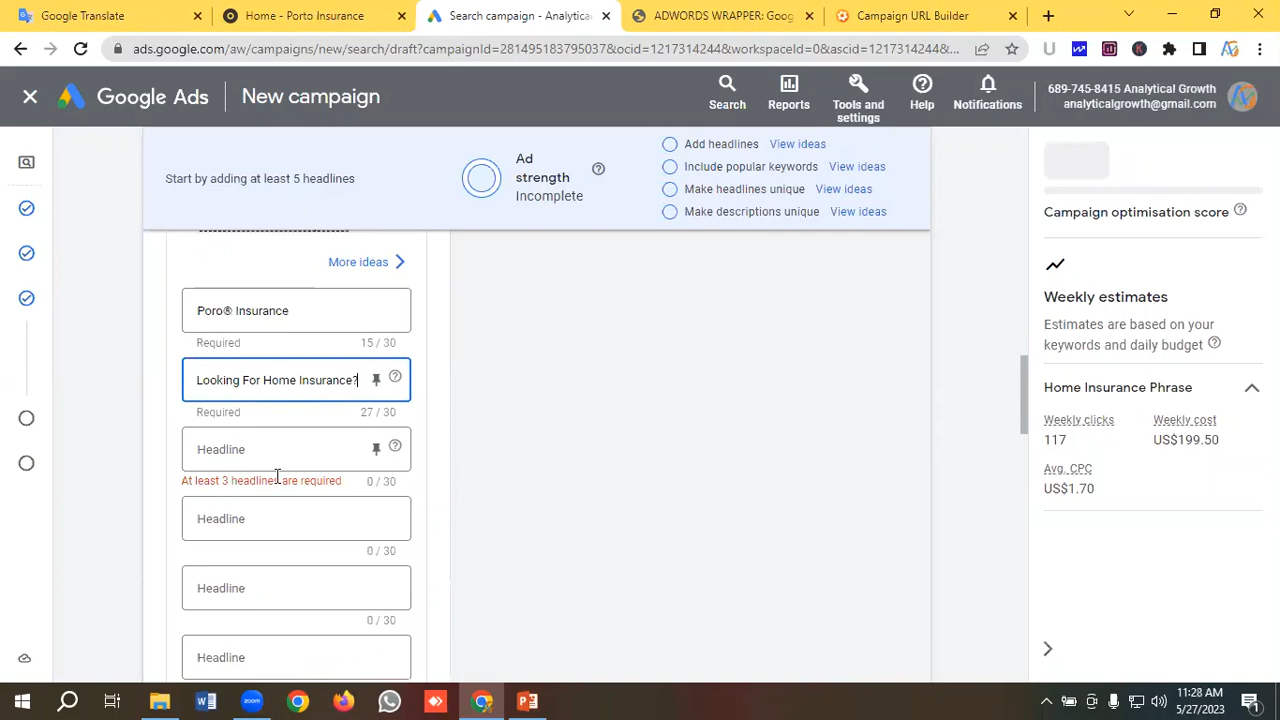 Google Translate
Home - Porto Insurance
Search campaign - Analytica
ADWORDS WRAPPER: Goog
Campaign URL Builder
ads.google.com/aw/campaigns/new/search/draft?campaignId=281495183795037&ocid=1217314244&workspaceId=0&ascid=1217314244&...
Google Ads
New campaign
Search
Reports
Tools and settings
Help
Notifications
689-745-8415 Analytical Growth
analyticalgrowth@gmail.com
Start by adding at least 5 headlines
Ad strength
Incomplete
Add headlines View ideas
Include popular keywords View ideas
Make headlines unique View ideas
Make descriptions unique View ideas
More ideas
Poro® Insurance
Required 15 / 30
Looking For Home Insurance?
Required 27 / 30
Headline
At least 3 headlines are required 0 / 30
Headline
0 / 30
Headline
0 / 30
Headline
Campaign optimisation score
Weekly estimates
Estimates are based on your
keywords and daily budget
Home Insurance Phrase
Weekly clicks Weekly cost
117 US$199.50
Avg. CPC
US$1.70
11:28 AM
5/27/2023